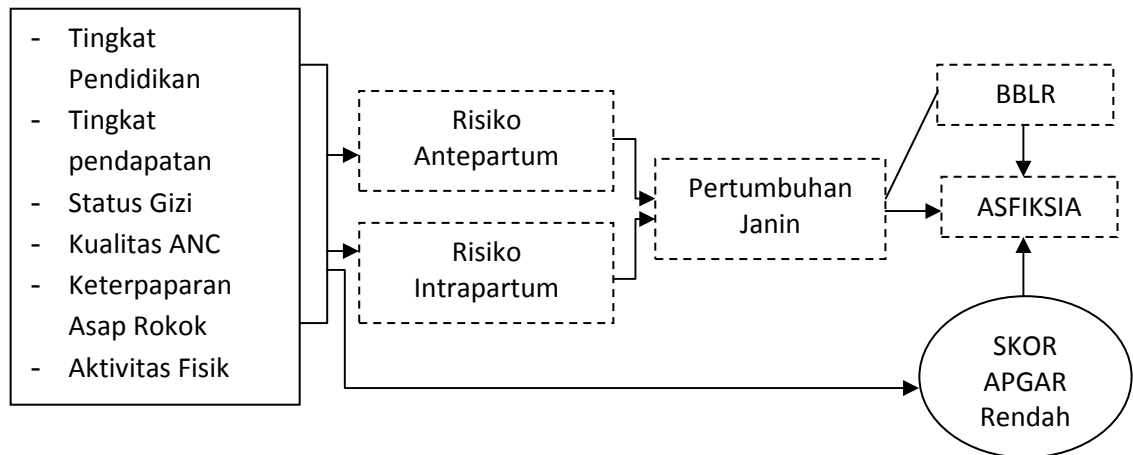 - Tingkat
Pendidikan
- Tingkat
pendapatan
- Status Gizi
- Kualitas ANC
- Keterpaparan
Asap Rokok
- Aktivitas Fisik
Risiko
Antepartum
Risiko
Intrapartum
Pertumbuhan
Janin
BBLR
ASFIKSIA
SKOR
APGAR
Rendah